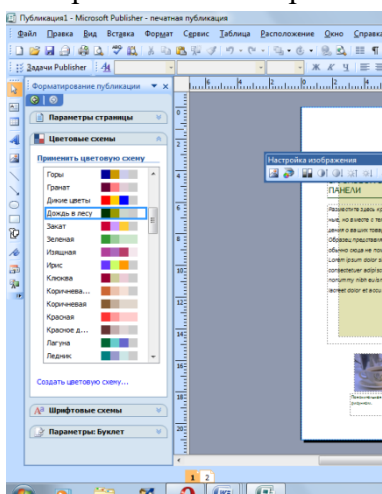 Публикация1 - Microsoft Publisher - печатная публикация
Файл Правка Вид Вставка Формат Сервис Таблица Расположение Окно Справка
Задачи Publisher
Ж К Ч
Форматирование публикации
Параметры страницы
Цветовые схемы
Применить цветовую схему
Горы
Гранат
Дикие цветы
Дождь в лесу
Закат
Зеленая
Изящная
Ирис
Клюква
Коричнева...
Коричневая
Красная
Красное д...
Лагуна
Ледник
Создать цветовую схему...
Шрифтовые схемы
Параметры: Буклет
Настройка изображения
ПАНЕЛИ
1 2